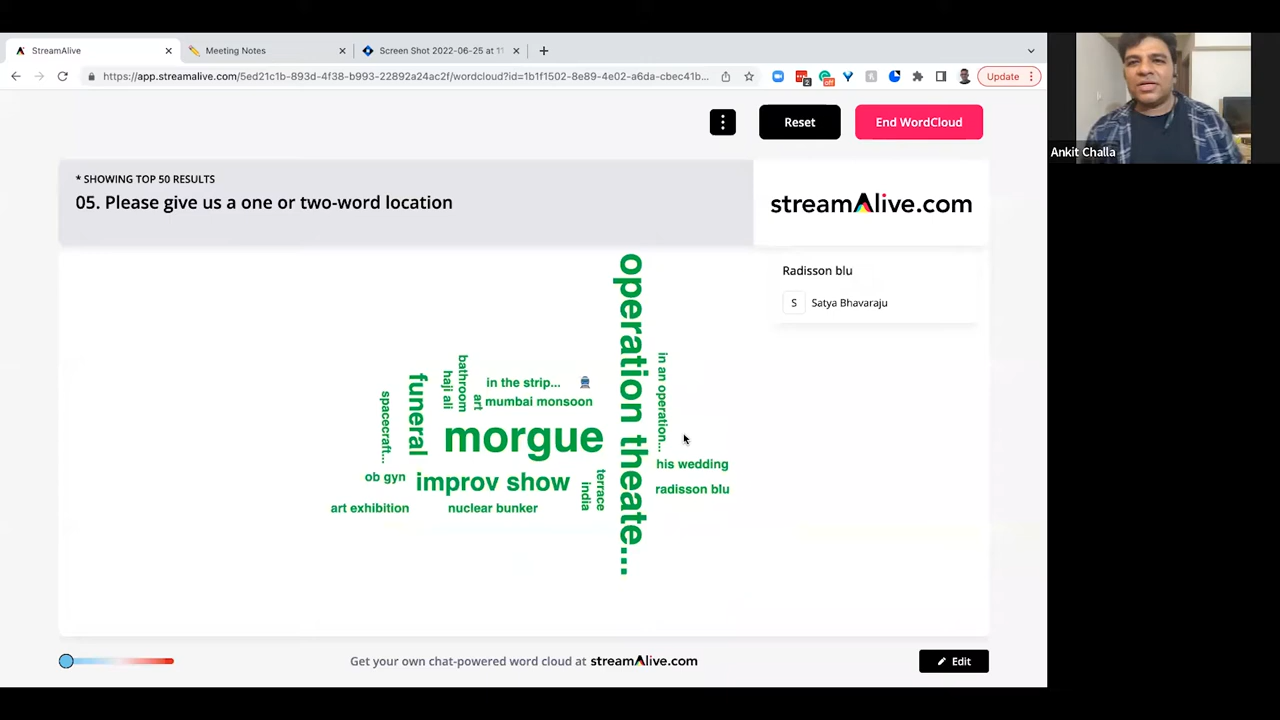 StreamAlive
Meeting Notes
Screen Shot 2022-06-25 at 11
https://app.streamalive.com/5ed21c1b-893d-4f38-b993-22892a24ac2f/wordcloud?id=1b1f1502-8e89-4e02-a6da-cbec41b...
2
off
Update
Reset
End WordCloud
Ankit Challa
* SHOWING TOP 50 RESULTS
05. Please give us a one or two-word location
streamAlive.com
Radisson blu
S Satya Bhavaraju
operation theate...
in an operation...
bathroom
haji ali
art
in the strip...
mumbai monsoon
funeral
spacecraft...
morgue
his wedding
ob gyn
improv show
terrace
india
radisson blu
art exhibition
nuclear bunker
Get your own chat-powered word cloud at streamAlive.com
Edit